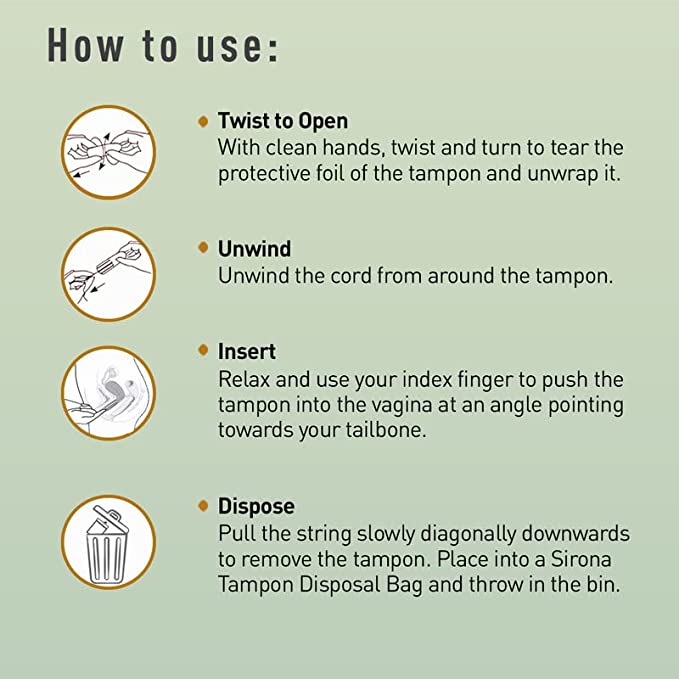 How to use:
Twist to Open
With clean hands, twist and turn to tear the
protective foil of the tampon and unwrap it.
Unwind
Unwind the cord from around the tampon.
Insert
Relax and use your index finger to push the
tampon into the vagina at an angle pointing
towards your tailbone.
Dispose
Pull the string slowly diagonally downwards
to remove the tampon. Place into a Sirona
Tampon Disposal Bag and throw in the bin.